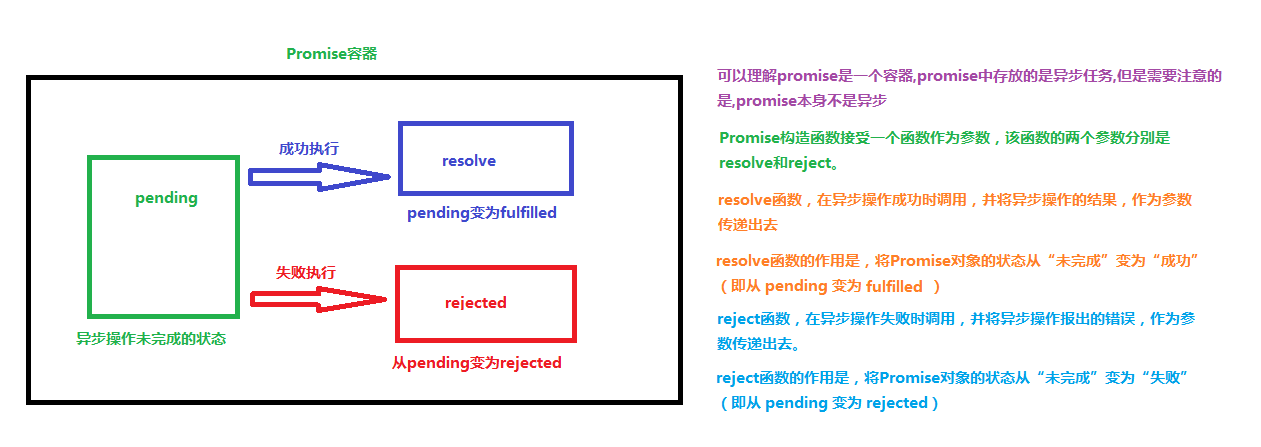 Promise容器
pending
异步操作未完成的状态
成功执行
resolve
pending变为fulfilled
失败执行
rejected
从pending变为rejected
可以理解promise是一个容器,promise中存放的是异步任务,但是需要注意的
是,promise本身不是异步
Promise构造函数接受一个函数作为参数，该函数的两个参数分别是
resolve和reject。
resolve函数，在异步操作成功时调用，并将异步操作的结果，作为参数
传递出去
resolve函数的作用是，将Promise对象的状态从“未完成”变为“成功”
（即从 pending 变为 fulfilled ）
reject函数，在异步操作失败时调用，并将异步操作报出的错误，作为参
数传递出去。
reject函数的作用是，将Promise对象的状态从“未完成”变为“失败”
（即从 pending 变为 rejected）